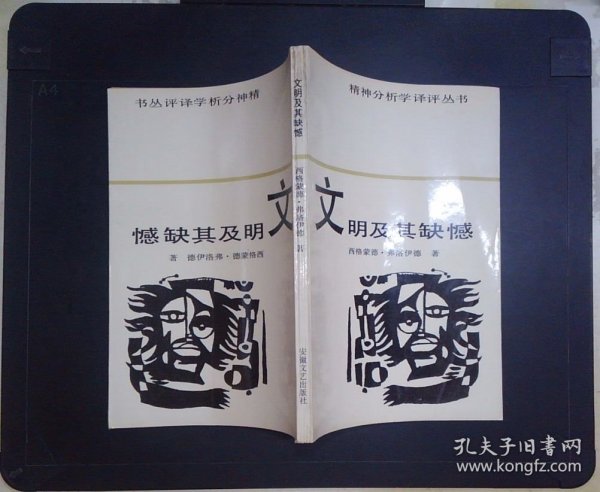 A4
书丛评译学析分神精
憾缺其及明文
著 德伊洛弗·德蒙格西
文明及其缺憾
西格蒙德·弗洛伊德 著
安徽文艺出版社
精神分析学译评丛书
文明及其缺憾
西格蒙德·弗洛伊德 著
孔夫子旧书网
www.kongfz.com